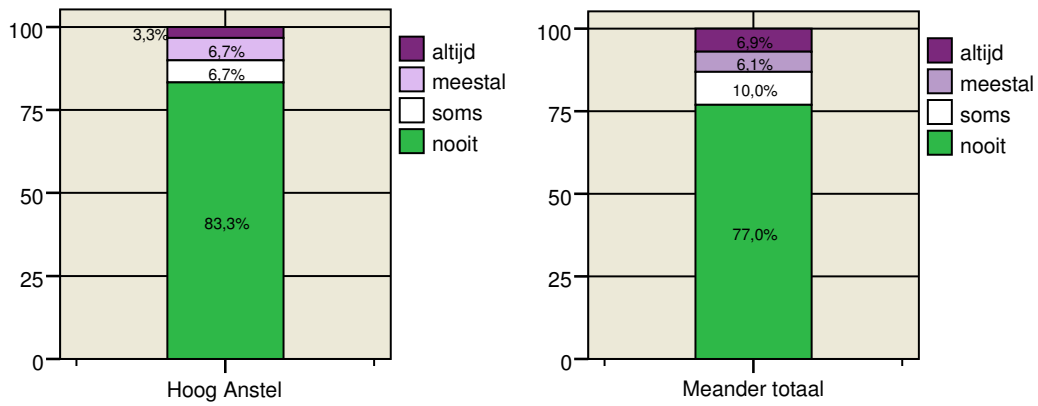 100
75
50
25
0
3,3%
6,7%
6,7%
83,3%
Hoog Anstel
altijd
meestal
soms
nooit
100
75
50
25
0
6,9%
6,1%
10,0%
77,0%
Meander totaal
altijd
meestal
soms
nooit